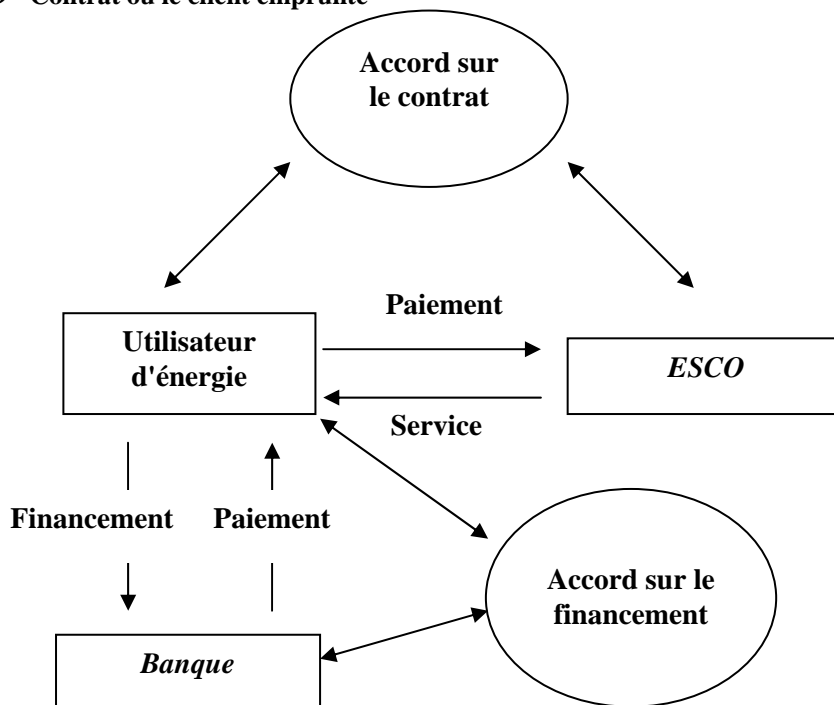 Contrat où le client emprunte
Accord sur
le contrat
Paiement
Utilisateur
d'énergie
ESCO
Service
Financement
Paiement
Accord sur le
financement
Banque